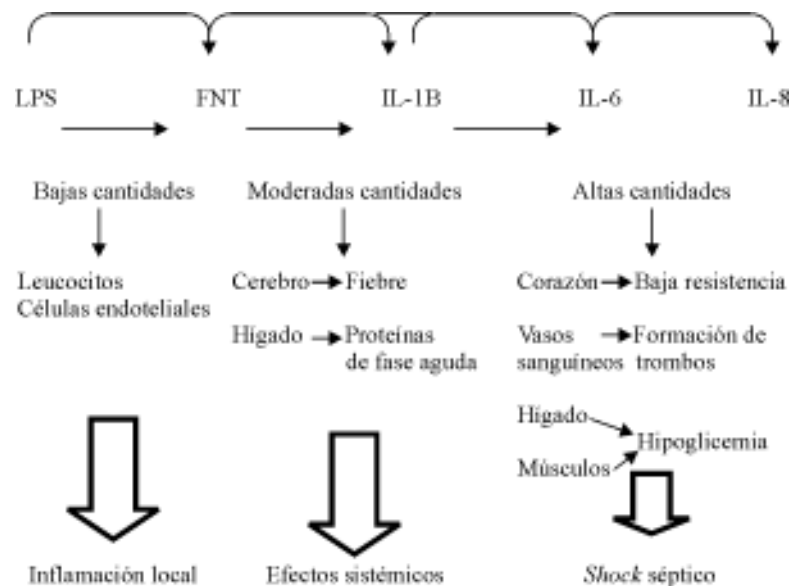 LPS FNT IL-1B IL-6 IL-8
Bajas cantidades Moderadas cantidades Altas cantidades
Leucocitos
Células endoteliales
Cerebro Fiebre
Hígado Proteínas
de fase aguda
Corazón Baja resistencia
Vasos Formación de
sanguíneos trombos
Hígado
Hipoglicemia
Músculos
Inflamación local Efectos sistémicos Shock séptico